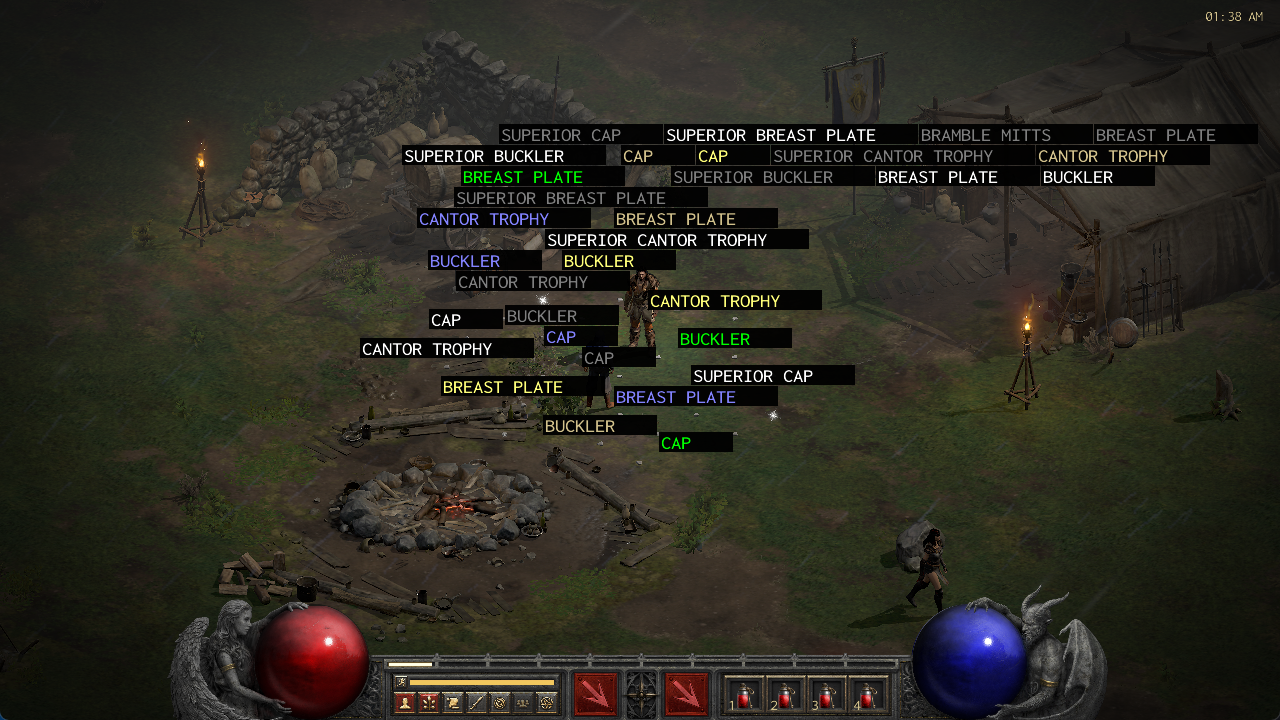 01:38 AM
SUPERIOR CAP SUPERIOR BREAST PLATE BRAMBLE MITTS BREAST PLATE
SUPERIOR BUCKLER CAP CAP SUPERIOR CANTOR TROPHY CANTOR TROPHY
BREAST PLATE SUPERIOR BUCKLER BREAST PLATE BUCKLER
SUPERIOR BREAST PLATE
CANTOR TROPHY BREAST PLATE
SUPERIOR CANTOR TROPHY
BUCKLER BUCKLER
CANTOR TROPHY
CANTOR TROPHY
CAP BUCKLER
CAP BUCKLER
CANTOR TROPHY
CAP
SUPERIOR CAP
BREAST PLATE
BREAST PLATE
BUCKLER
CAP
1 2 3 4